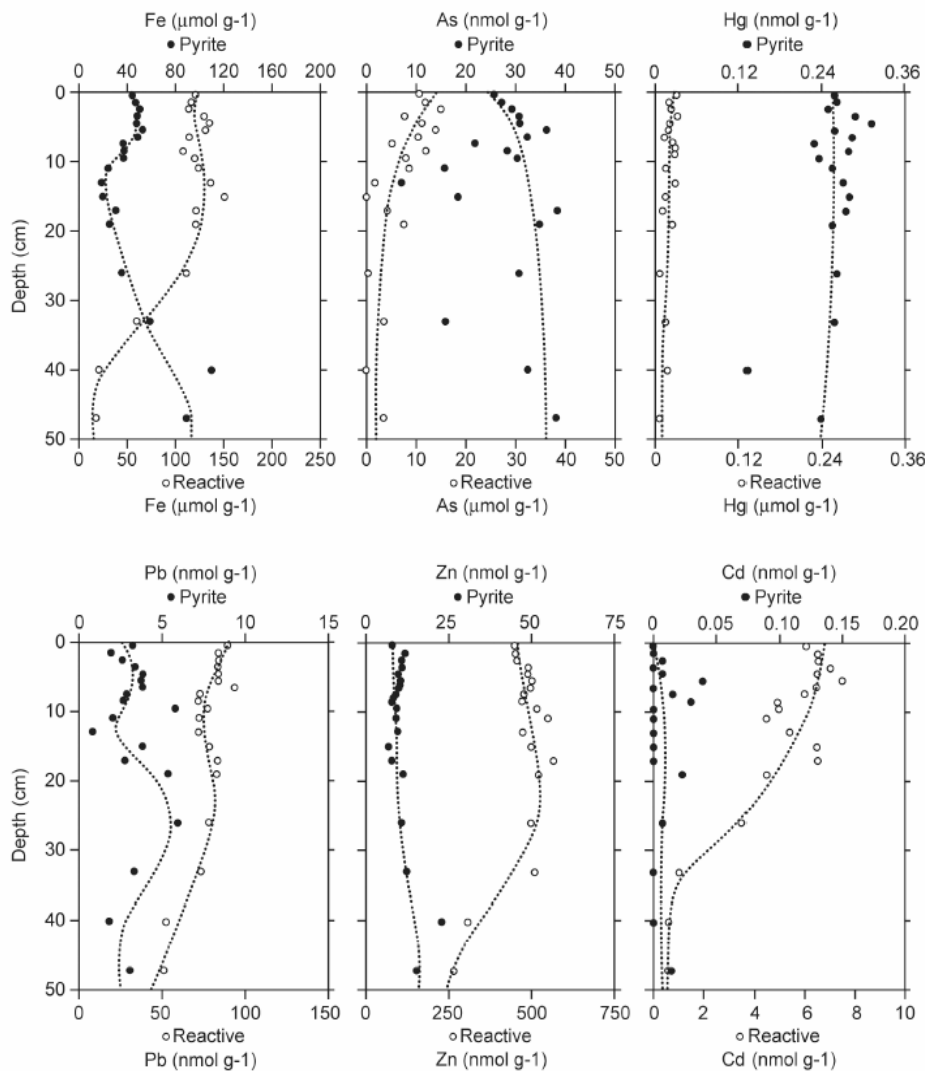 Fe (µmol g-1) As (nmol g-1) Hg (nmol g-1)
● Pyrite ● Pyrite ● Pyrite
0 40 80 120 160 200 0 10 20 30 40 50 0 0.12 0.24 0.36
0
10
20
30
40
50
Depth (cm)
0 50 100 150 200 250 0 10 20 30 40 50 0 0.12 0.24 0.36
○ Reactive ○ Reactive ○ Reactive
Fe (µmol g-1) As (µmol g-1) Hg (µmol g-1)
Pb (nmol g-1) Zn (nmol g-1) Cd (nmol g-1)
● Pyrite ● Pyrite ● Pyrite
0 5 10 15 0 25 50 75 0 0.05 0.10 0.15 0.20
0
10
20
30
40
50
Depth (cm)
0 50 100 150 0 250 500 750 0 2 4 6 8 10
○ Reactive ○ Reactive ○ Reactive
Pb (nmol g-1) Zn (nmol g-1) Cd (nmol g-1)